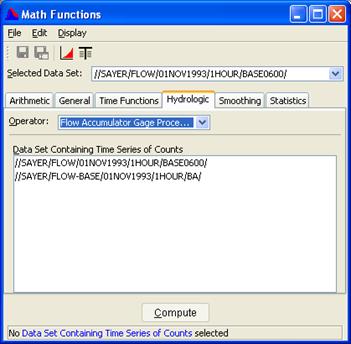 Math Functions
File Edit Display
Selected Data Set: //SAYER/FLOW/01NOV1993/1HOUR/BASE0600/
Arithmetic General Time Functions Hydrologic Smoothing Statistics
Operator: Flow Accumulator Gage Proce...
Data Set Containing Time Series of Counts
//SAYER/FLOW/01NOV1993/1HOUR/BASE0600/
//SAYER/FLOW-BASE/01NOV1993/1HOUR/BA/
Compute
No Data Set Containing Time Series of Counts selected